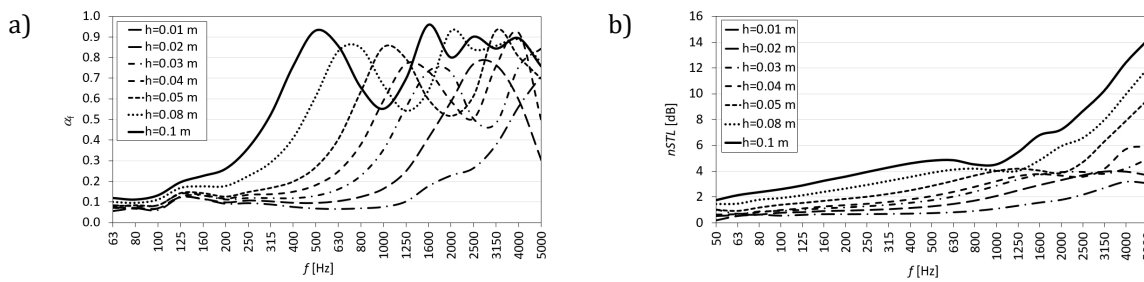 a)
1.0
0.9
0.8
0.7
0.6
0.5
0.4
0.3
0.2
0.1
0.0
αᵢ
h=0.01 m
h=0.02 m
h=0.03 m
h=0.04 m
h=0.05 m
h=0.08 m
h=0.1 m
63 80 100 125 160 200 250 315 400 500 630 800 1000 1250 1600 2000 2500 3150 4000 5000
f [Hz]
b)
16
14
12
10
8
6
4
2
0
nSTL [dB]
h=0.01 m
h=0.02 m
h=0.03 m
h=0.04 m
h=0.05 m
h=0.08 m
h=0.1 m
50 63 80 100 125 160 200 250 315 400 500 630 800 1000 1250 1600 2000 2500 3150 4000
f [Hz]